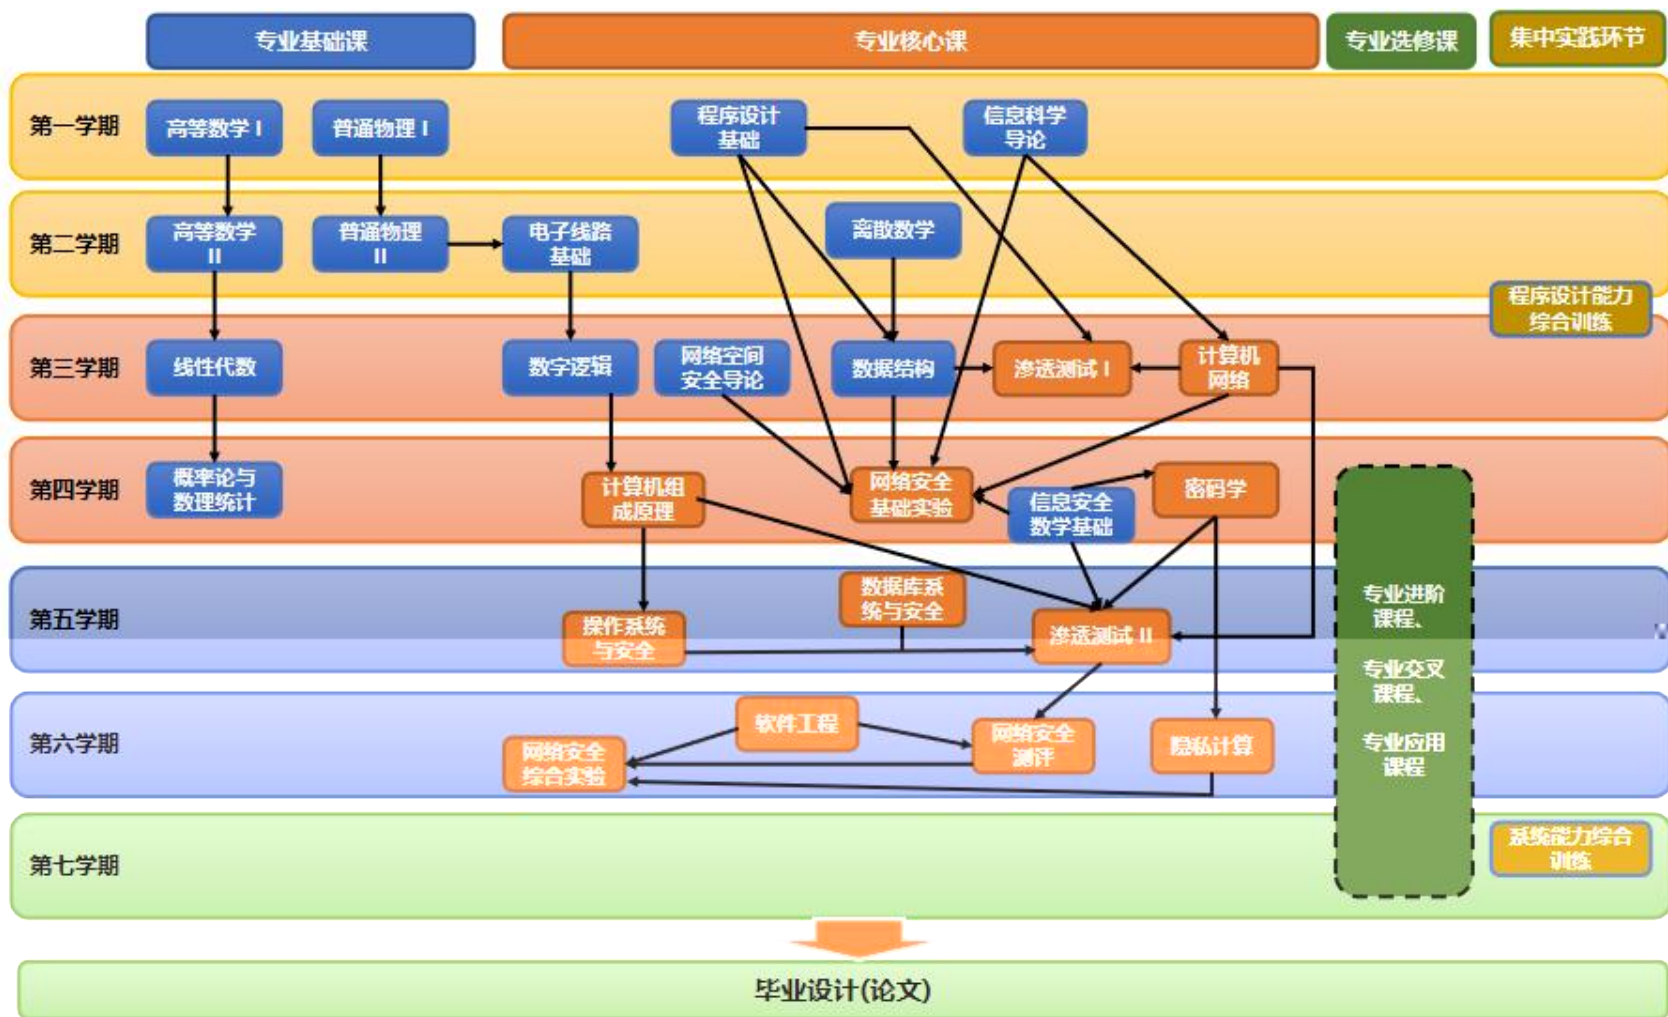 专业基础课
专业核心课
专业选修课
集中实践环节
第一学期
高等数学 I
普通物理 I
程序设计
基础
信息科学
导论
第二学期
高等数学
II
普通物理
II
电子线路
基础
离散数学
程序设计能力
综合训练
第三学期
线性代数
数字逻辑
网络空间
安全导论
数据结构
渗透测试 I
计算机
网络
第四学期
概率论与
数理统计
计算机组
成原理
网络安全
基础实验
信息安全
数学基础
密码学
第五学期
操作系统
与安全
数据库系
统与安全
渗透测试 II
专业进阶
课程、
专业交叉
课程、
专业应用
课程
第六学期
网络安全
综合实验
软件工程
网络安全
测评
隐私计算
第七学期
系统能力综合
训练
毕业设计(论文)